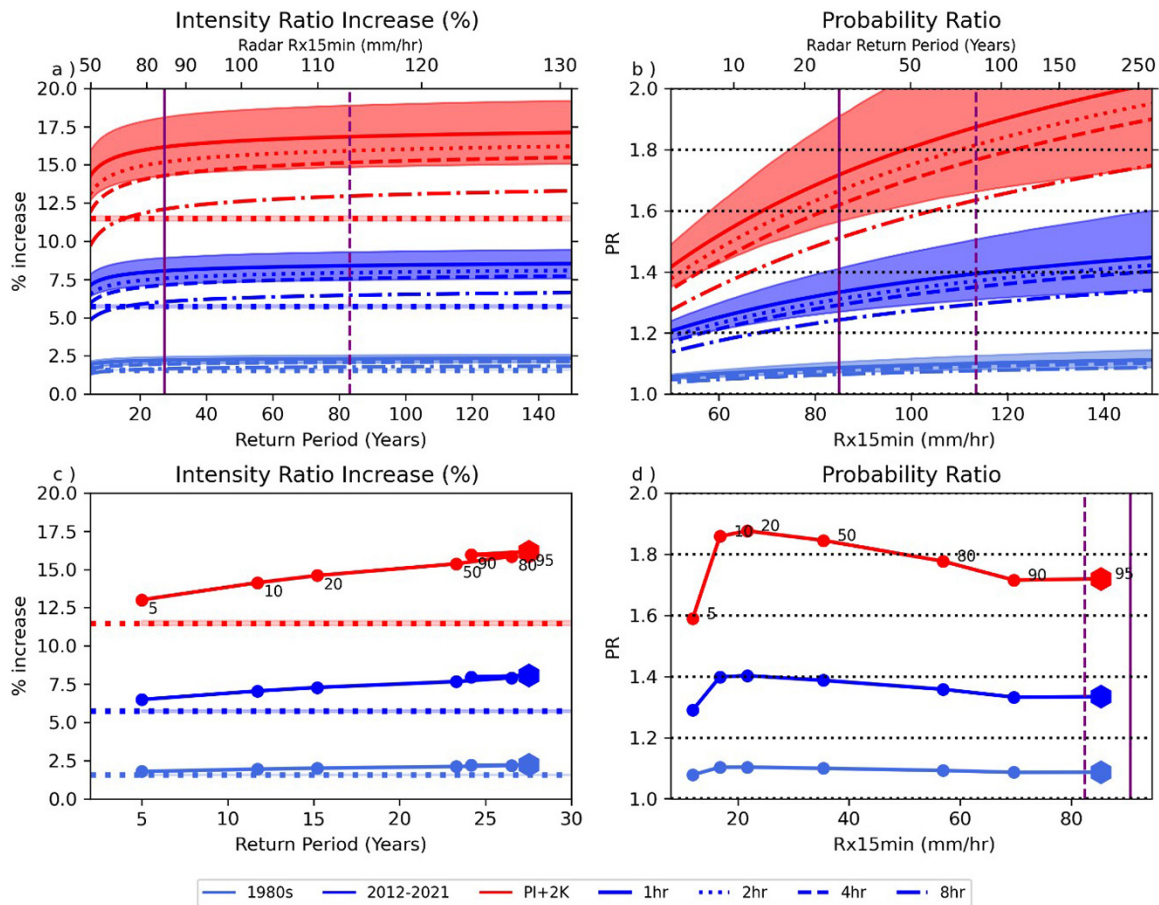 Intensity Ratio Increase (%)
Radar Rx15min (mm/hr)
a )
50 80 90 100 110 120 130
20.0
17.5
15.0
12.5
10.0
7.5
5.0
2.5
0.0
% increase
20 40 60 80 100 120 140
Return Period (Years)
Probability Ratio
Radar Return Period (Years)
b )
10 20 50 100 150 250
2.0
1.8
1.6
1.4
1.2
1.0
PR
60 80 100 120 140
Rx15min (mm/hr)
c )
Intensity Ratio Increase (%)
20.0
17.5
15.0
12.5
10.0
7.5
5.0
2.5
0.0
% increase
5 10 20 50 90 80 95
5 10 15 20 25 30
Return Period (Years)
d )
Probability Ratio
2.0
1.8
1.6
1.4
1.2
1.0
PR
5 10 20 50 80 90 95
20 40 60 80
Rx15min (mm/hr)
1980s 2012-2021 PI+2K 1hr 2hr 4hr 8hr